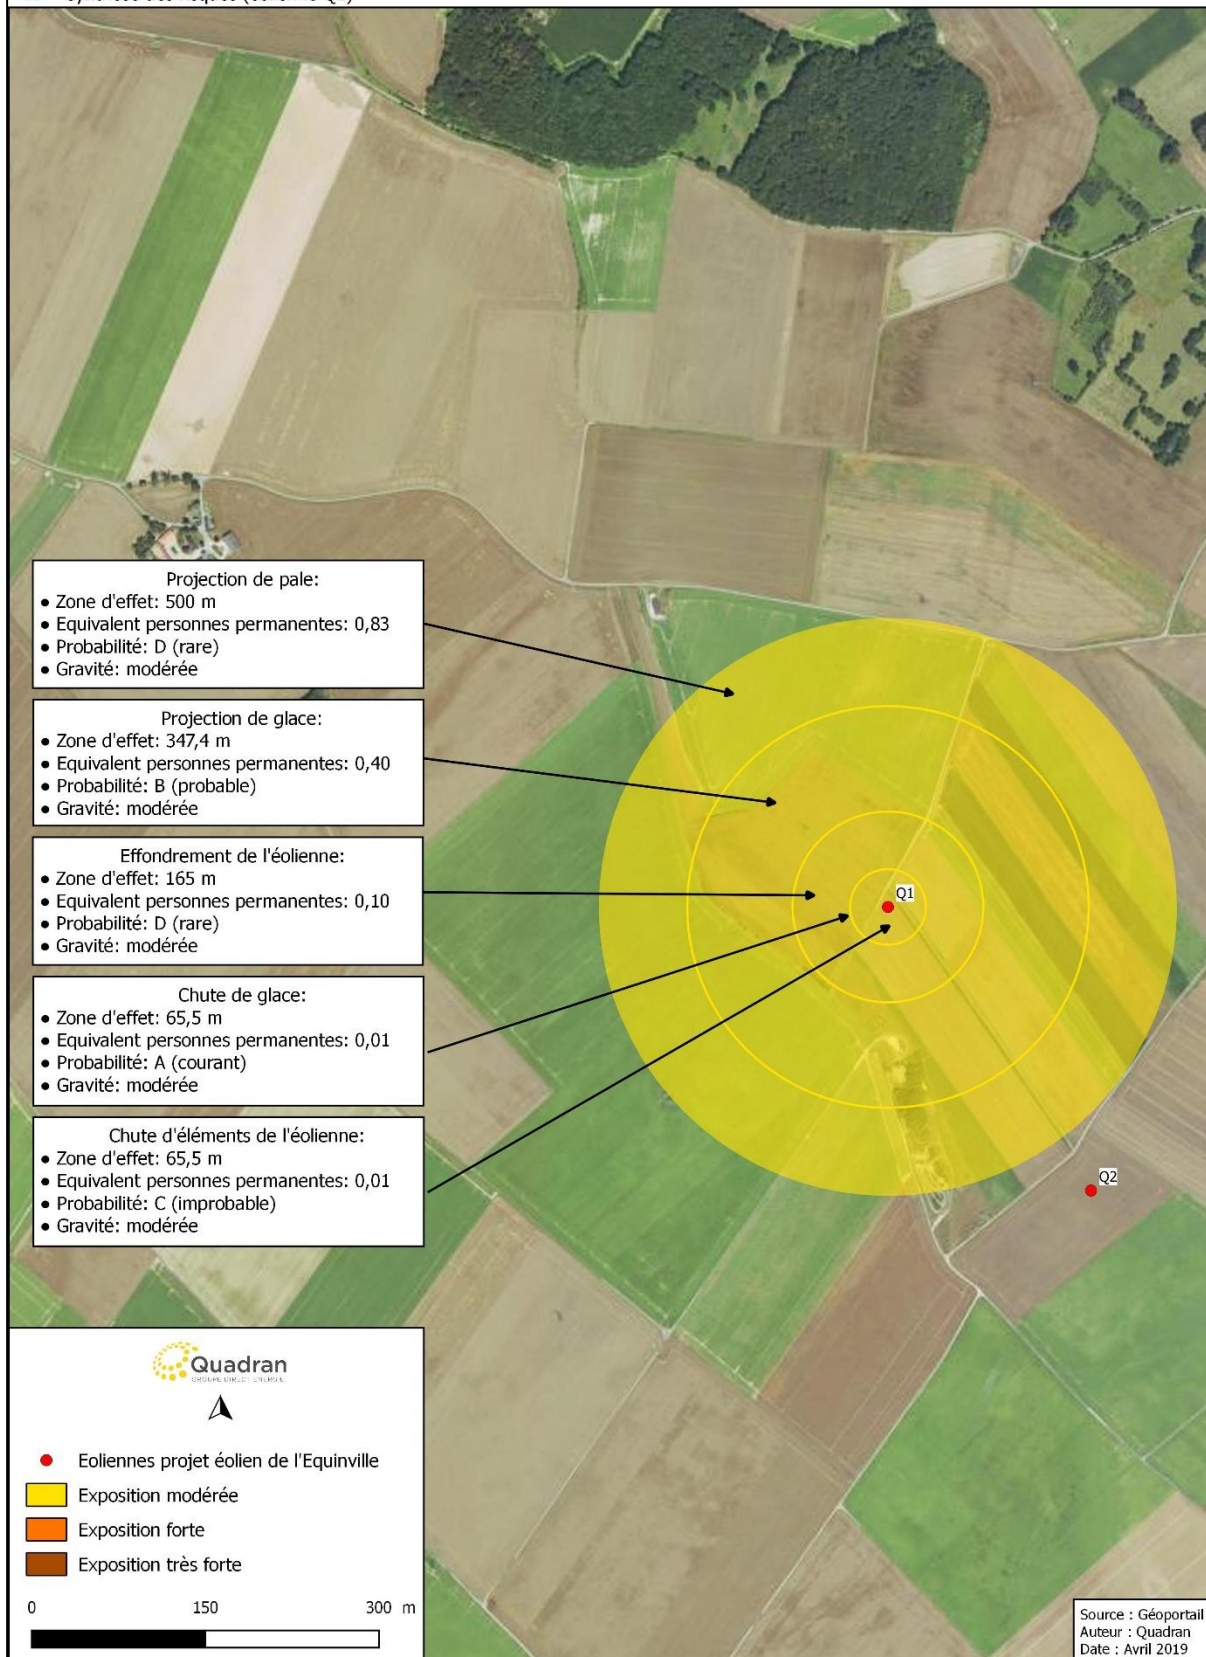 Projection de pale:
• Zone d'effet: 500 m
• Equivalent personnes permanentes: 0,83
• Probabilité: D (rare)
• Gravité: modérée
Projection de glace:
• Zone d'effet: 347,4 m
• Equivalent personnes permanentes: 0,40
• Probabilité: B (probable)
• Gravité: modérée
Effondrement de l'éolienne:
• Zone d'effet: 165 m
• Equivalent personnes permanentes: 0,10
• Probabilité: D (rare)
• Gravité: modérée
Chute de glace:
• Zone d'effet: 65,5 m
• Equivalent personnes permanentes: 0,01
• Probabilité: A (courant)
• Gravité: modérée
Chute d'éléments de l'éolienne:
• Zone d'effet: 65,5 m
• Equivalent personnes permanentes: 0,01
• Probabilité: C (improbable)
• Gravité: modérée
Q1
Q2
Quadran
GROUPE DIRECT ENERGIE
Eoliennes projet éolien de l'Equinville
Exposition modérée
Exposition forte
Exposition très forte
0 150 300 m
Source : Géoportail
Auteur : Quadran
Date : Avril 2019